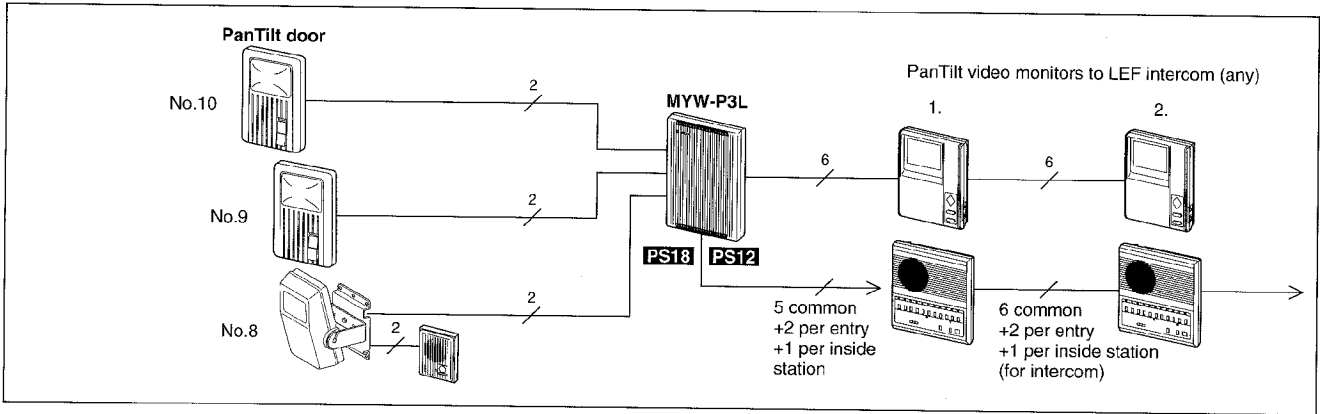 PanTilt door
No.10
2
MYW-P3L
PanTilt video monitors to LEF intercom (any)
1.
2.
6
6
No.9
2
PS18 PS12
No.8
2
2
5 common
+2 per entry
+1 per inside
station
6 common
+2 per entry
+1 per inside station
(for intercom)